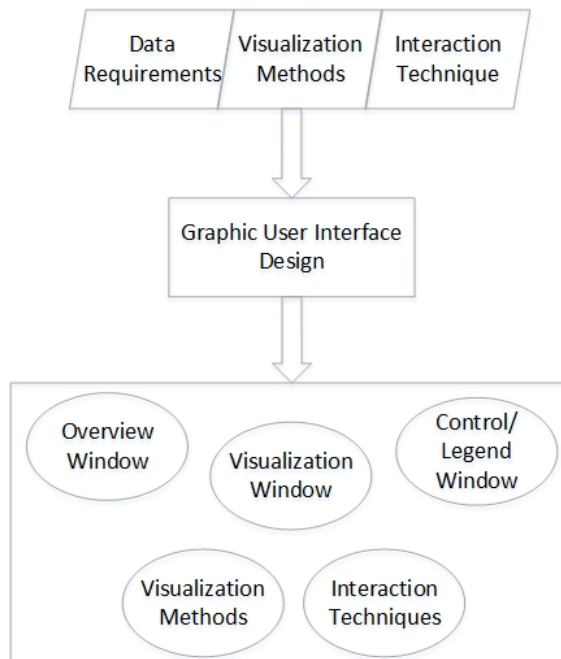 Data
Requirements
Visualization
Methods
Interaction
Technique
Graphic User Interface
Design
Overview
Window
Visualization
Window
Control/
Legend
Window
Visualization
Methods
Interaction
Techniques